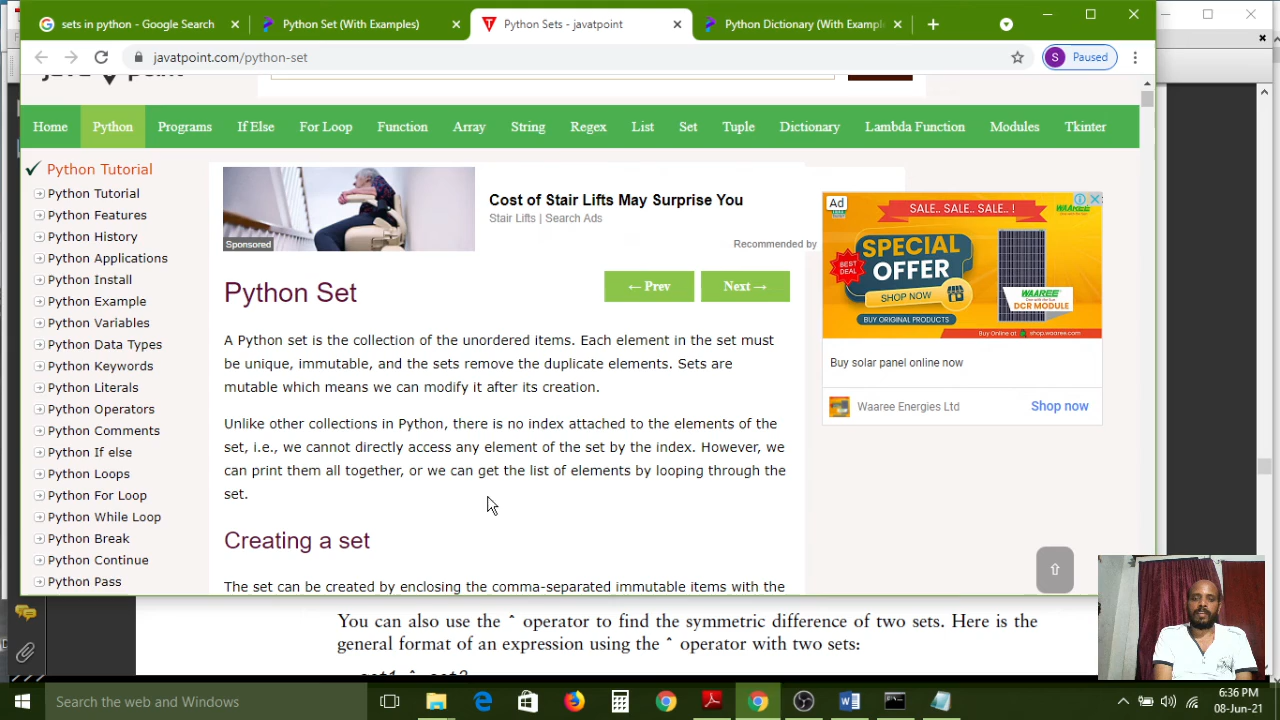 sets in python - Google Search
Python Set (With Examples)
Python Sets - javatpoint
Python Dictionary (With Exampl
javatpoint.com/python-set
S Paused
Home Python Programs If Else For Loop Function Array String Regex List Set Tuple Dictionary Lambda Function Modules Tkinter
Python Tutorial
Python Tutorial
Python Features
Python History
Python Applications
Python Install
Python Example
Python Variables
Python Data Types
Python Keywords
Python Literals
Python Operators
Python Comments
Python If else
Python Loops
Python For Loop
Python While Loop
Python Break
Python Continue
Python Pass
Sponsored
Cost of Stair Lifts May Surprise You
Stair Lifts | Search Ads
Recommended by
← Prev
Next →
Python Set
A Python set is the collection of the unordered items. Each element in the set must
be unique, immutable, and the sets remove the duplicate elements. Sets are
mutable which means we can modify it after its creation.
Unlike other collections in Python, there is no index attached to the elements of the
set, i.e., we cannot directly access any element of the set by the index. However, we
can print them all together, or we can get the list of elements by looping through the
set.
Creating a set
The set can be created by enclosing the comma-separated immutable items with the
Ad
SALE.. SALE.. SALE.. !
WAAREE
BEST
DEAL
SPECIAL
OFFER
SHOP NOW
BUY ORIGINAL PRODUCTS
WAAREE
DCR MODULE
Buy Online at shop.waaree.com
Buy solar panel online now
Waaree Energies Ltd
Shop now
You can also use the ^ operator to find the symmetric difference of two sets. Here is the
general format of an expression using the ^ operator with two sets:
Search the web and Windows
6:36 PM
08-Jun-21